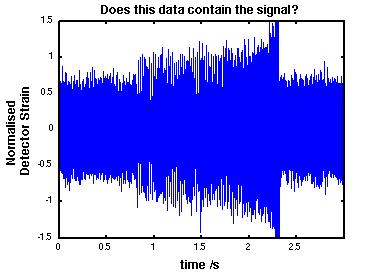 Does this data contain the signal?
1.5
1
0.5
0
-0.5
-1
-1.5
Normalised
Detector Strain
0 0.5 1 1.5 2 2.5
time /s